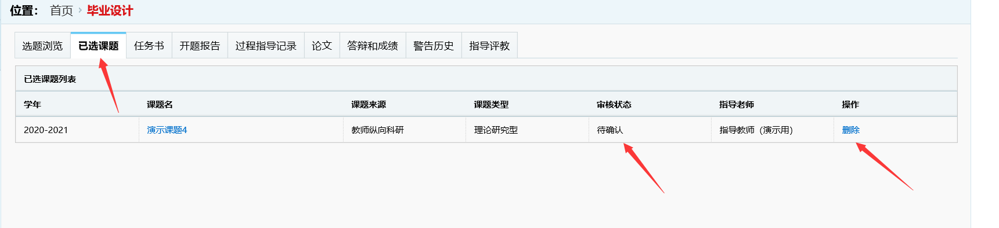 位置： 首页 › 毕业设计
选题浏览 已选课题 任务书 开题报告 过程指导记录 论文 答辩和成绩 警告历史 指导评教
已选课题列表
学年 课题名 课题来源 课题类型 审核状态 指导老师 操作
2020-2021 演示课题4 教师纵向科研 理论研究型 待确认 指导教师（演示用） 删除